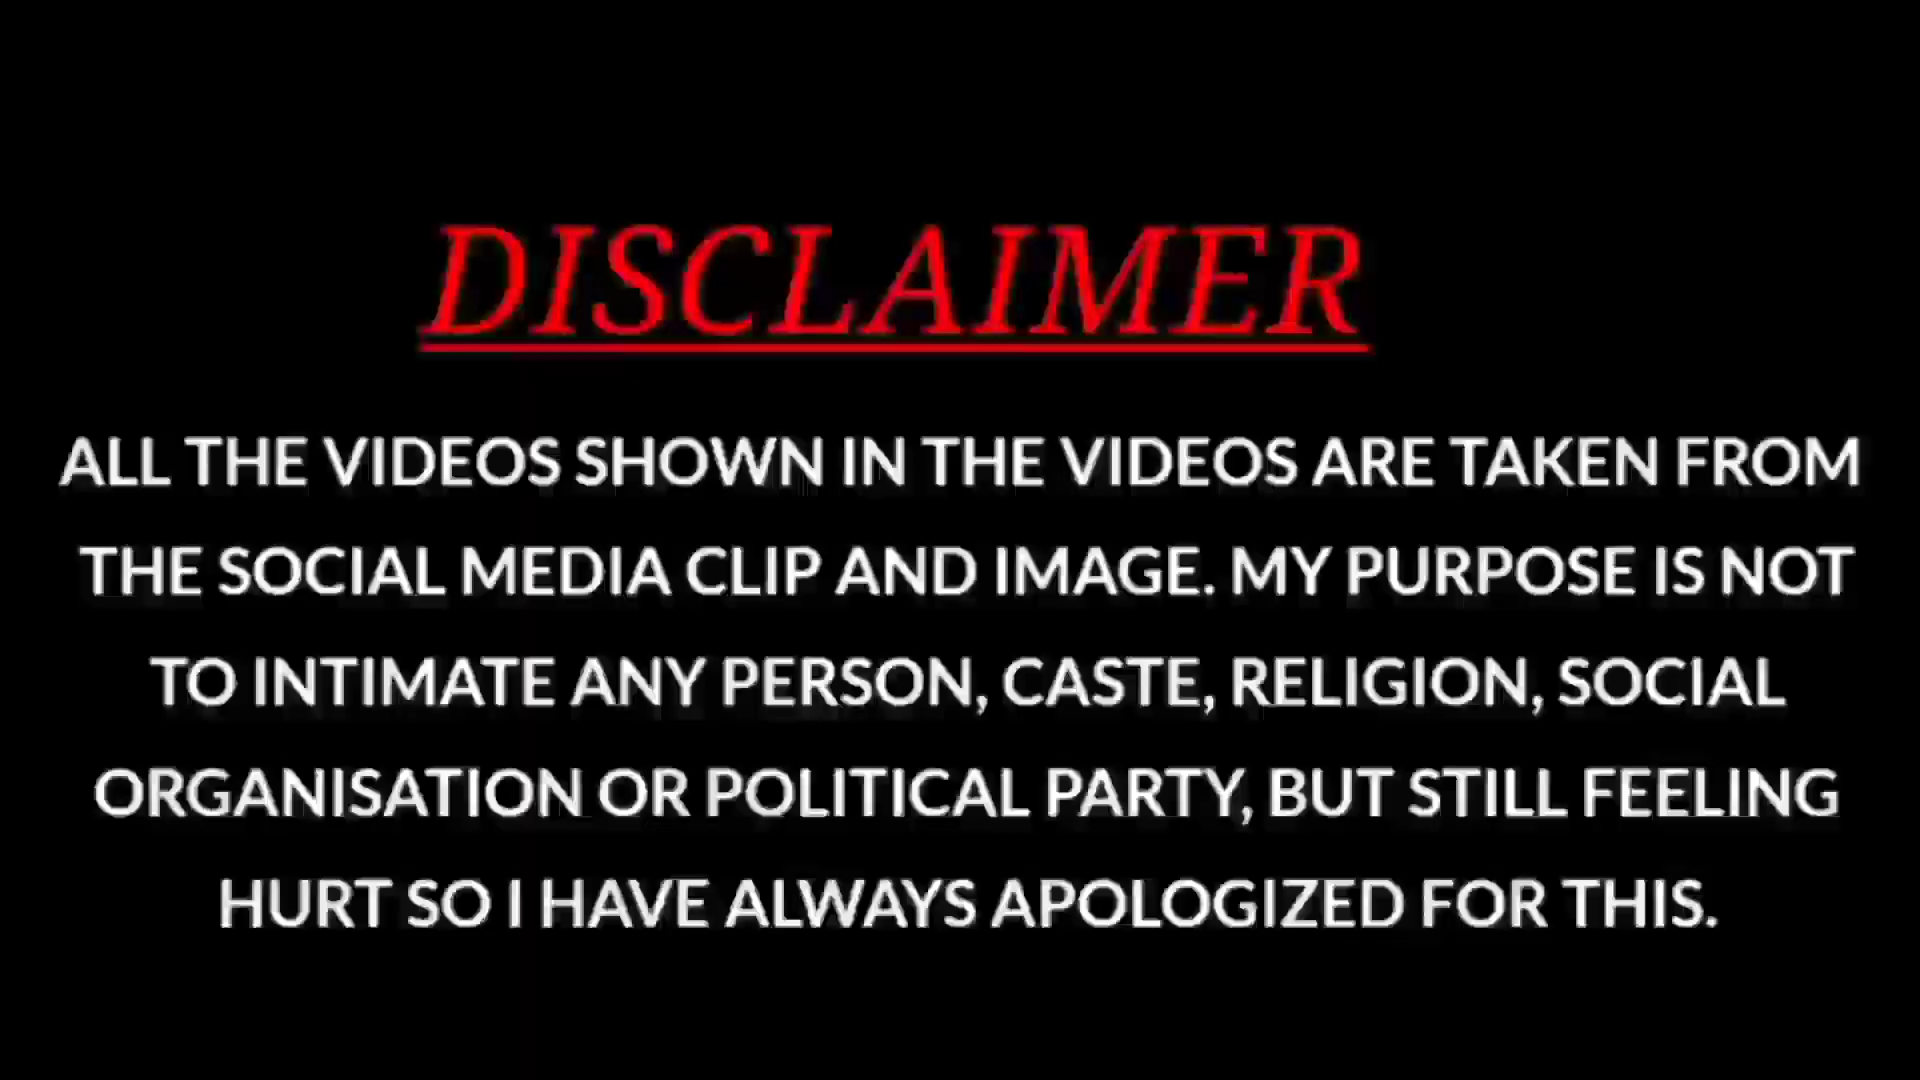 DISCLAIMER
ALL THE VIDEOS SHOWN IN THE VIDEOS ARE TAKEN FROM
THE SOCIAL MEDIA CLIP AND IMAGE. MY PURPOSE IS NOT
TO INTIMATE ANY PERSON, CASTE, RELIGION, SOCIAL
ORGANISATION OR POLITICAL PARTY, BUT STILL FEELING
HURT SO I HAVE ALWAYS APOLOGIZED FOR THIS.